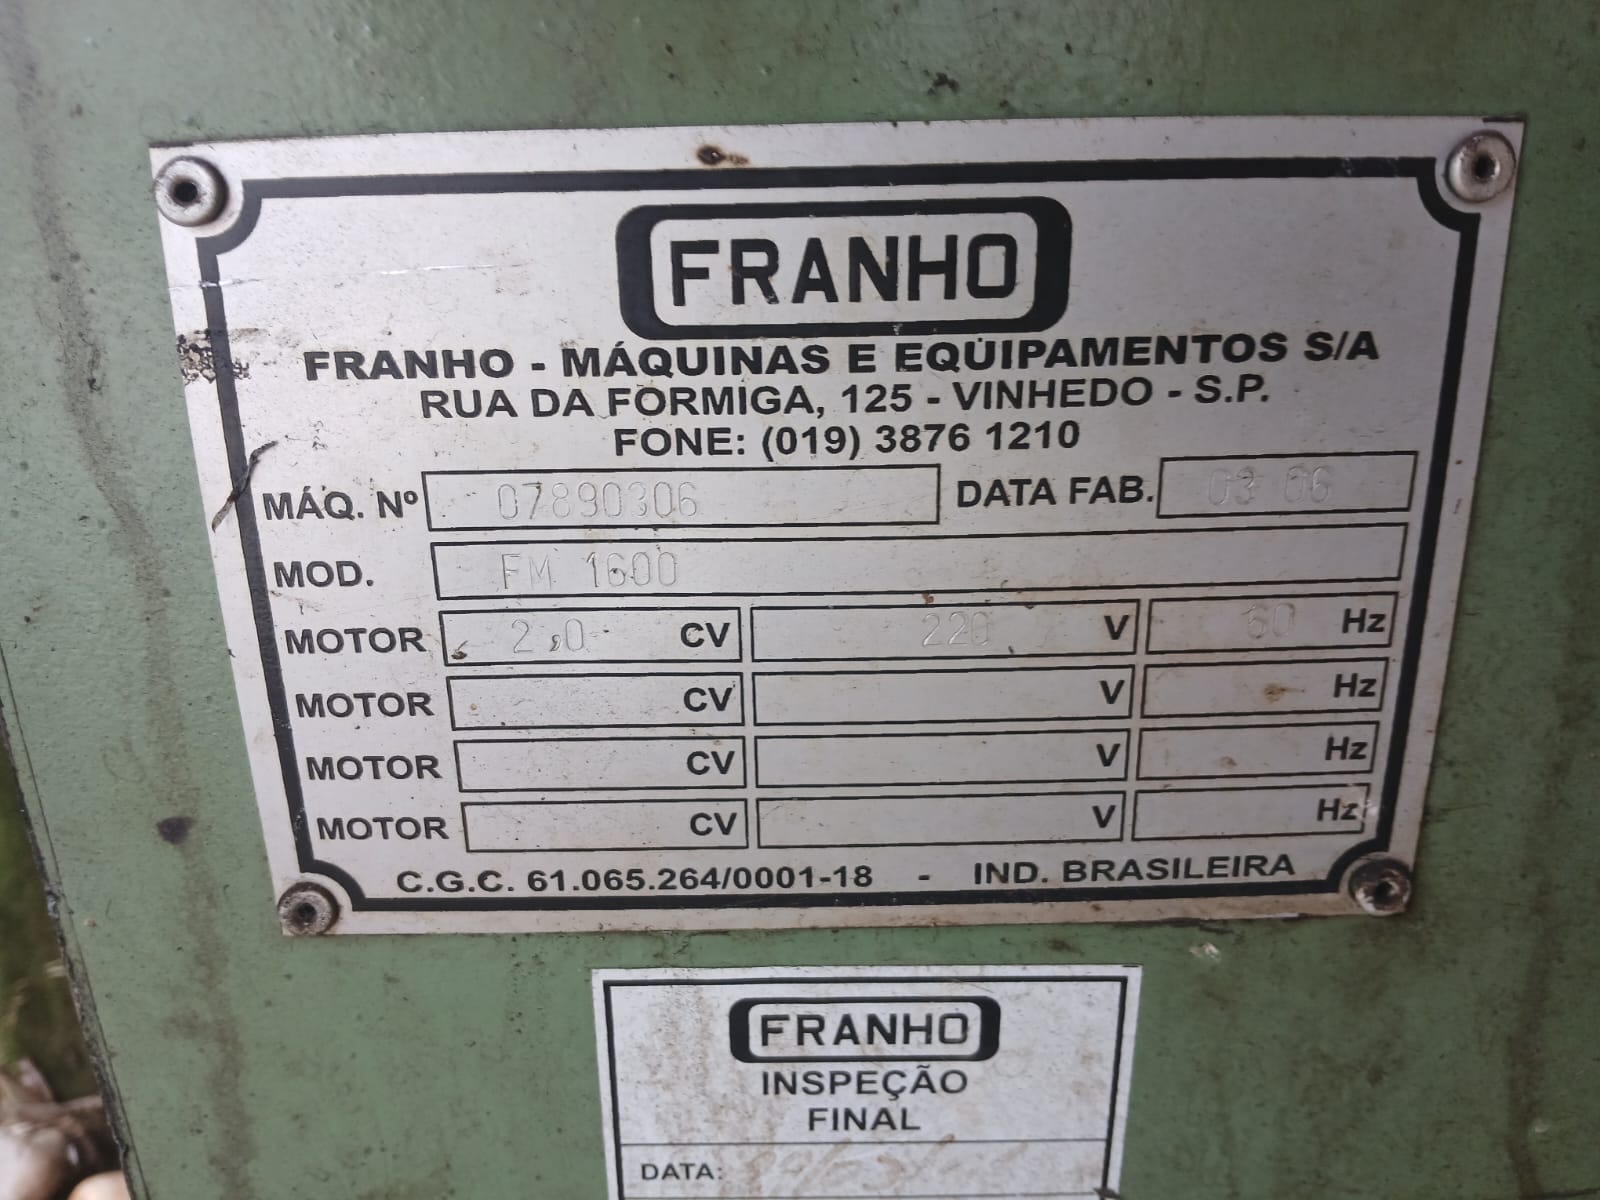 FRANHO
FRANHO - MÁQUINAS E EQUIPAMENTOS S/A
RUA DA FORMIGA, 125 - VINHEDO - S.P.
FONE: (019) 3876 1210
MÁQ. Nº 07890306 DATA FAB. 03 06
MOD. FM 1600
MOTOR 2,0 CV 220 V 60 Hz
MOTOR CV V Hz
MOTOR CV V Hz
MOTOR CV V Hz
C.G.C. 61.065.264/0001-18 - IND. BRASILEIRA
FRANHO
INSPEÇÃO
FINAL
DATA: